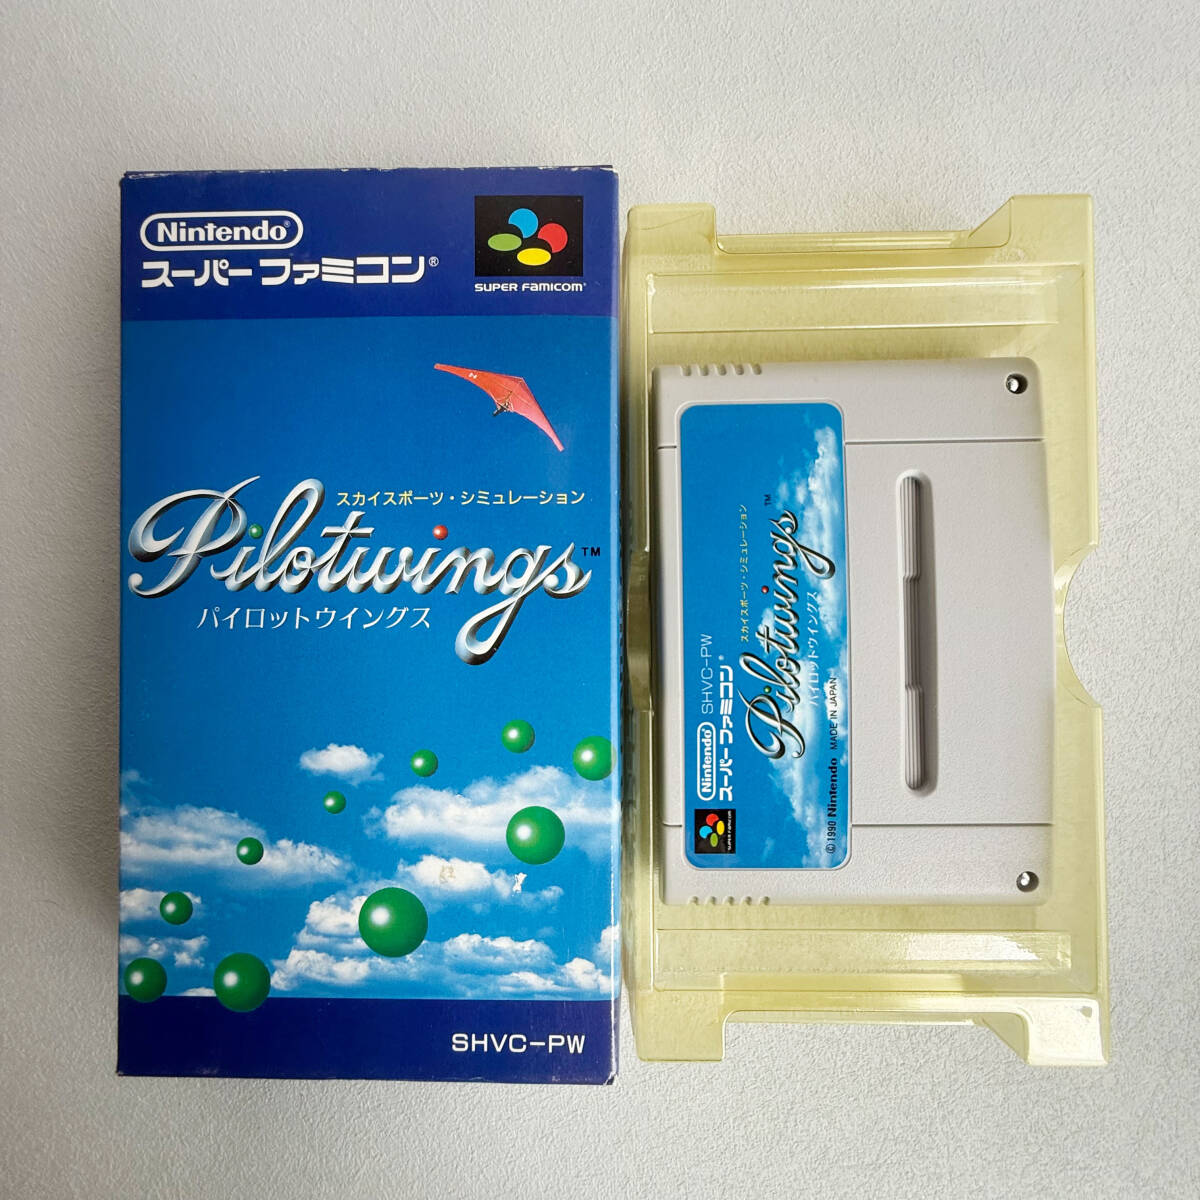 Nintendo®
スーパーファミコン®
SUPER FAMICOM®
スカイスポーツ・シミュレーション
Pilotwings™
パイロットウイングス
SHVC-PW
Nintendo® SHVC-PW
スーパーファミコン®
SUPER FAMICOM
スカイスポーツ・シミュレーション
Pilotwings™
パイロットウイングス
©1990 Nintendo MADE IN JAPAN